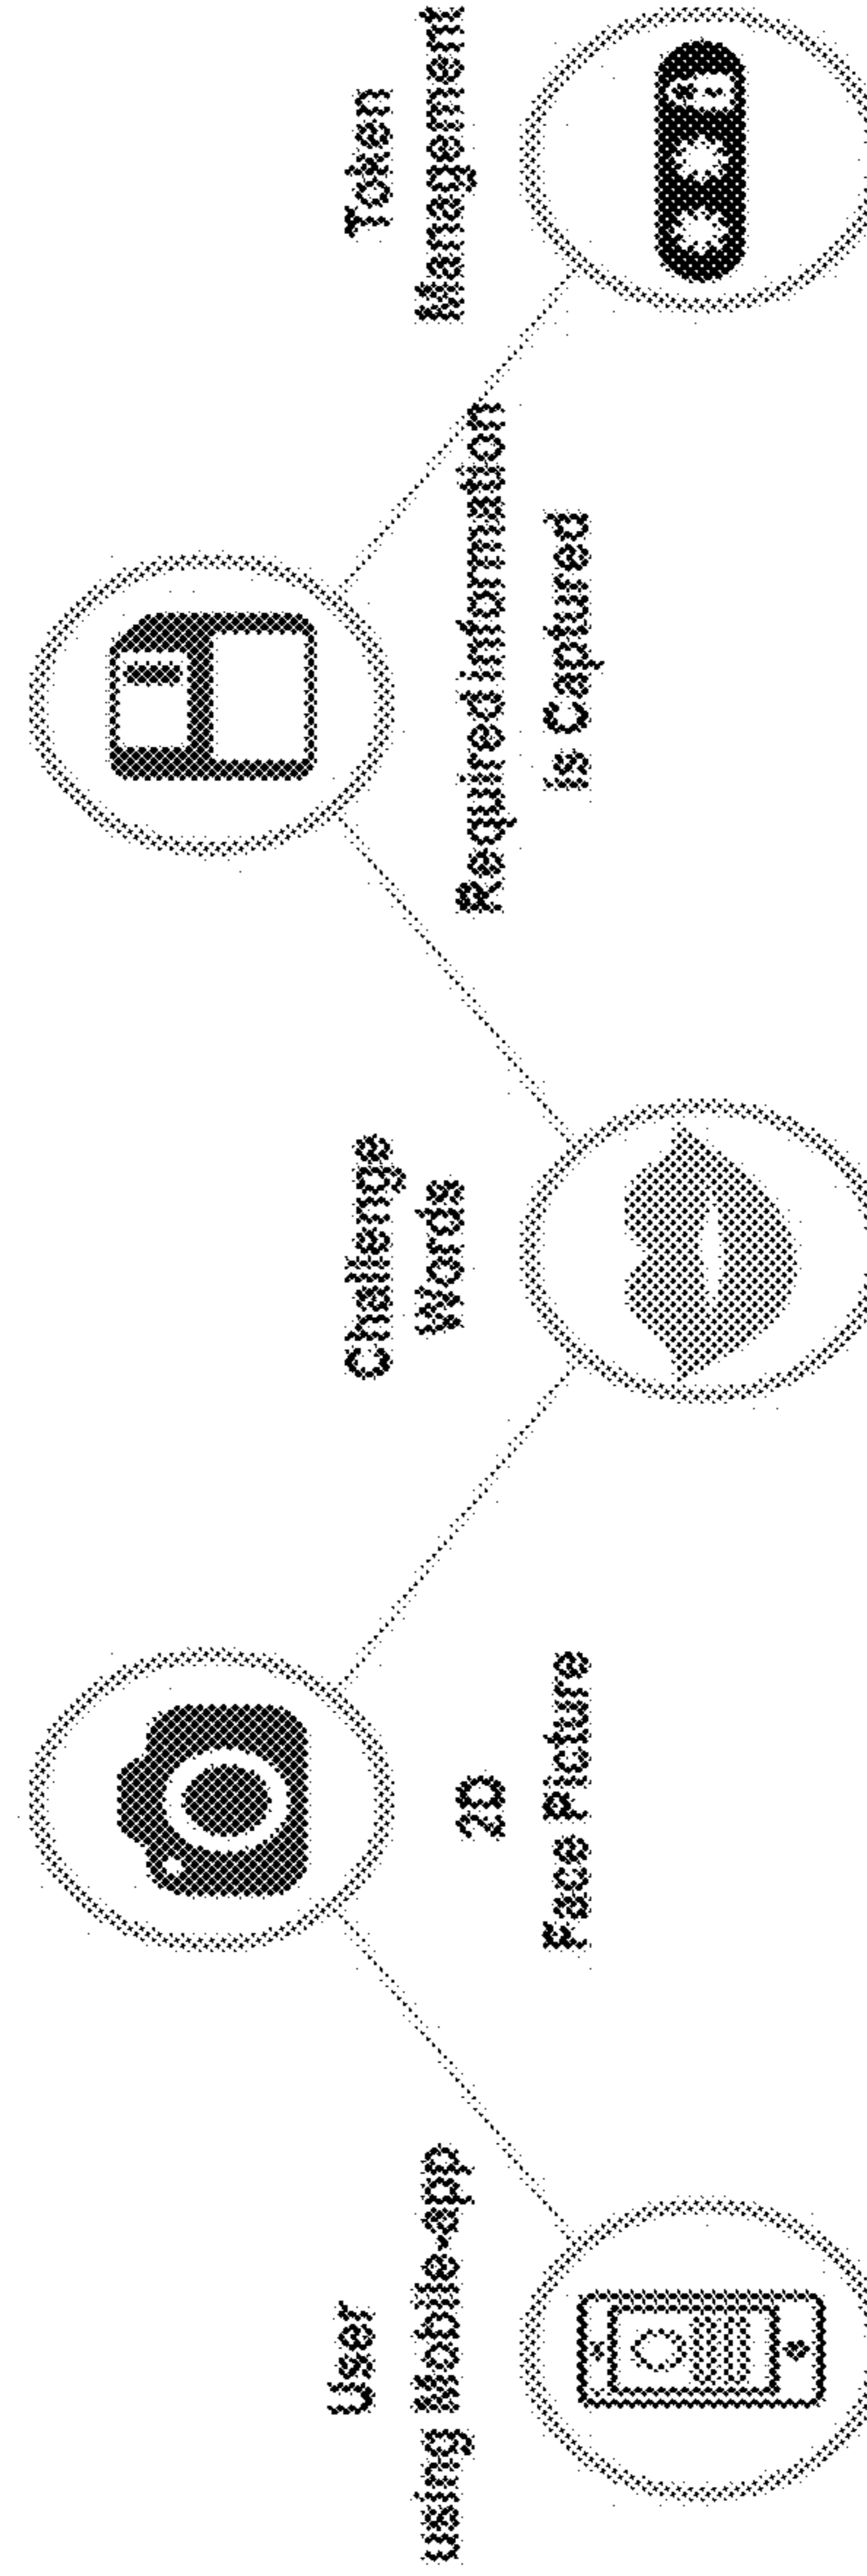 User
using Mobile-app
2D
Face Picture
Challenge
Words
Required information
is Captured
Token
Management